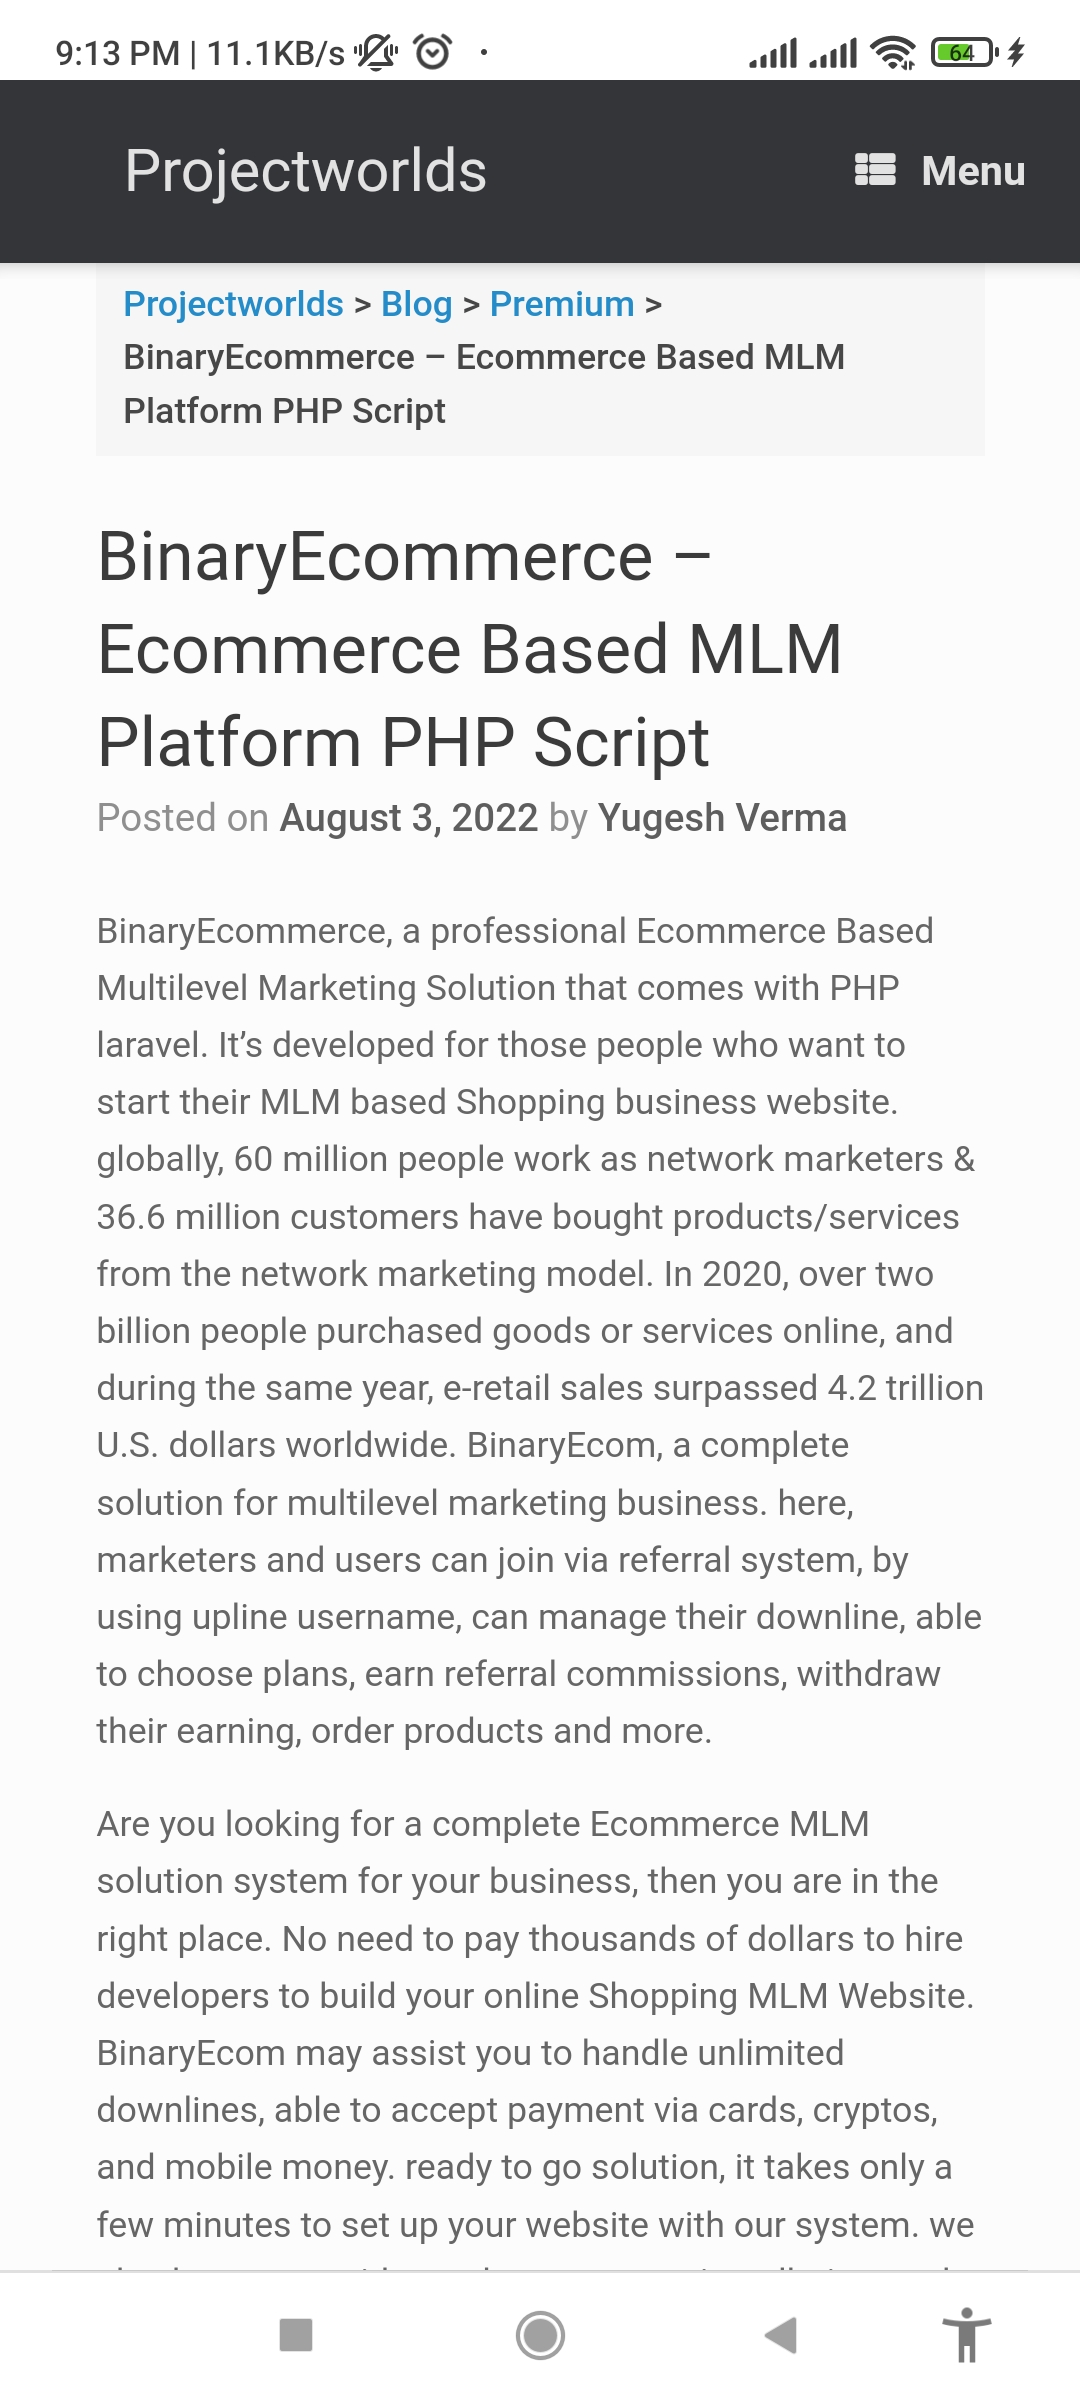 9:13 PM | 11.1KB/s
64
Projectworlds
Menu
Projectworlds > Blog > Premium >
BinaryEcommerce – Ecommerce Based MLM
Platform PHP Script
BinaryEcommerce –
Ecommerce Based MLM
Platform PHP Script
Posted on August 3, 2022 by Yugesh Verma
BinaryEcommerce, a professional Ecommerce Based
Multilevel Marketing Solution that comes with PHP
laravel. It’s developed for those people who want to
start their MLM based Shopping business website.
globally, 60 million people work as network marketers &
36.6 million customers have bought products/services
from the network marketing model. In 2020, over two
billion people purchased goods or services online, and
during the same year, e-retail sales surpassed 4.2 trillion
U.S. dollars worldwide. BinaryEcom, a complete
solution for multilevel marketing business. here,
marketers and users can join via referral system, by
using upline username, can manage their downline, able
to choose plans, earn referral commissions, withdraw
their earning, order products and more.
Are you looking for a complete Ecommerce MLM
solution system for your business, then you are in the
right place. No need to pay thousands of dollars to hire
developers to build your online Shopping MLM Website.
BinaryEcom may assist you to handle unlimited
downlines, able to accept payment via cards, cryptos,
and mobile money. ready to go solution, it takes only a
few minutes to set up your website with our system. we